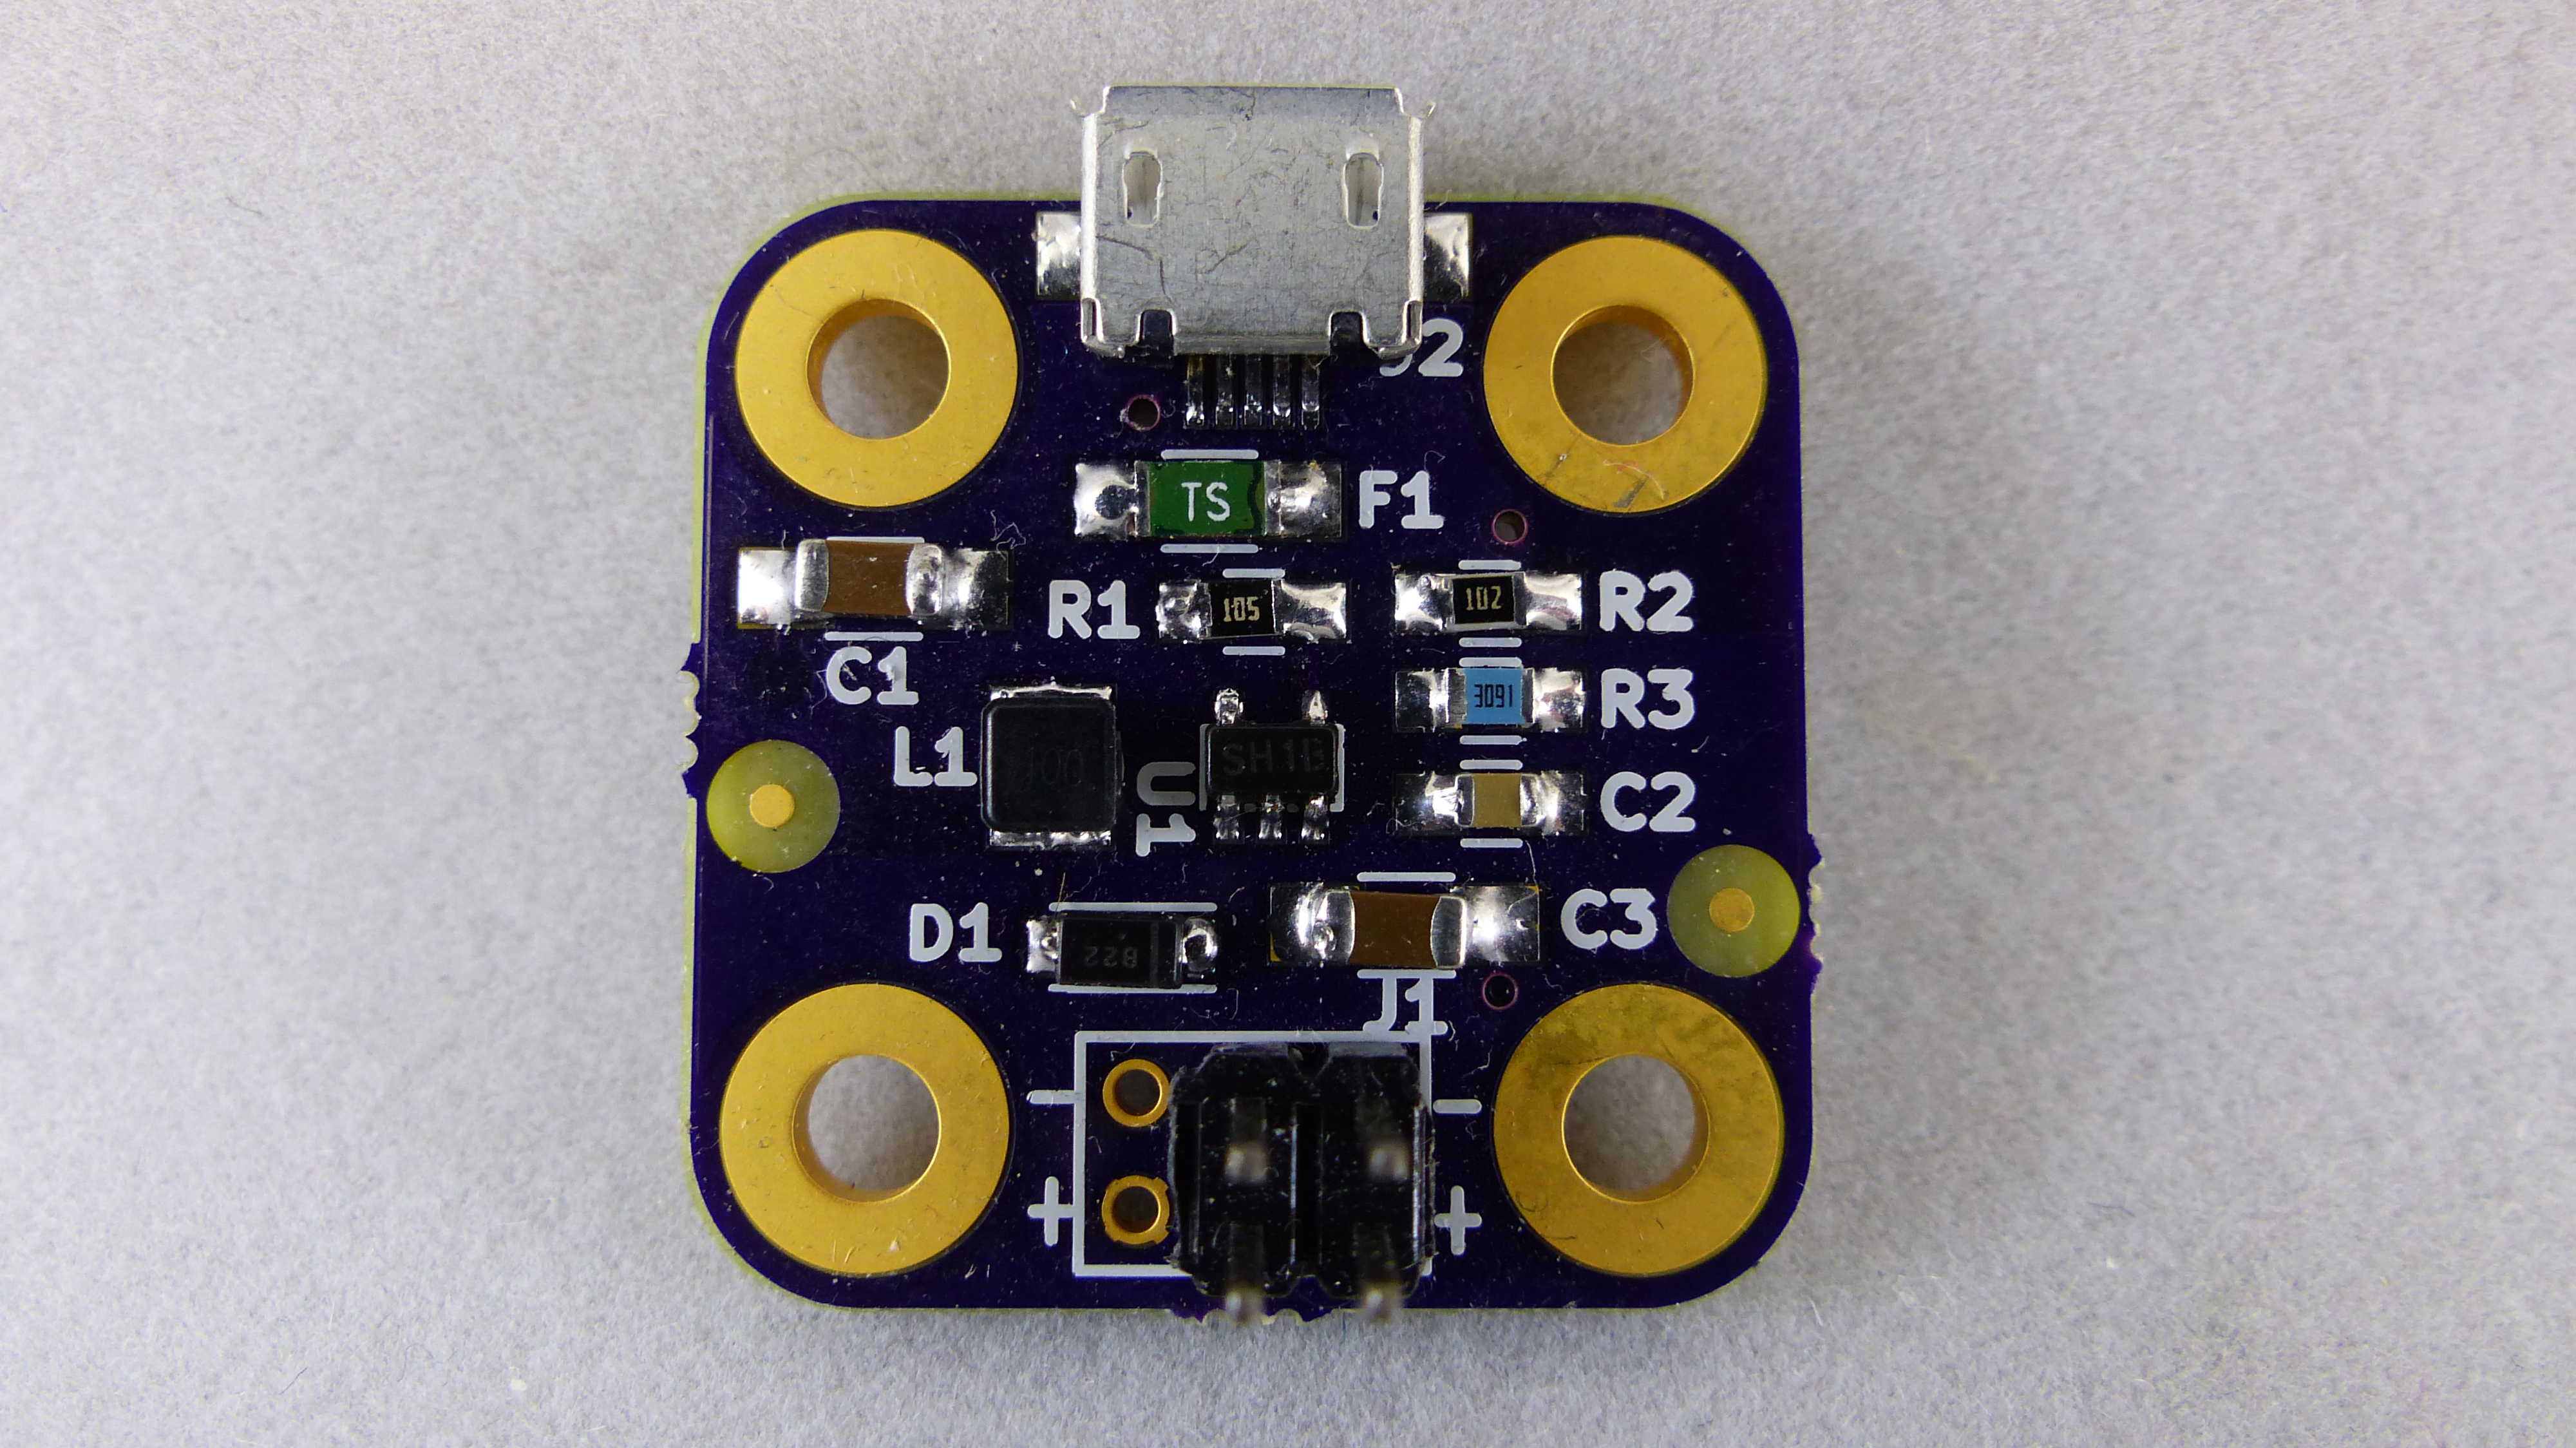 J2
TS F1
R1 105 102 R2
C1
3091 R3
L1 100 U1 SH1B
C2
D1 822 C3
J1
- -
+ +